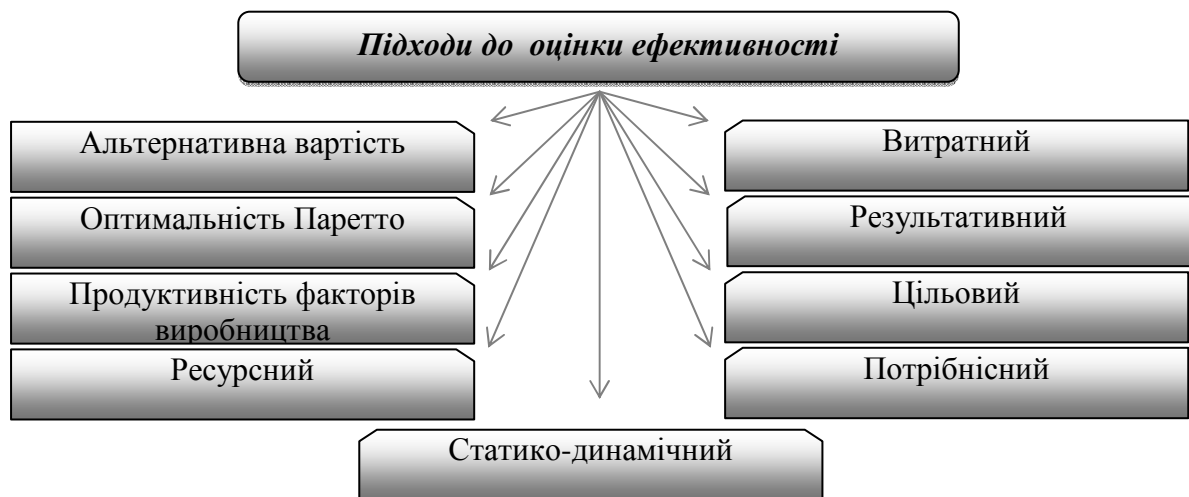 Підходи до оцінки ефективності
Альтернативна вартість
Оптимальність Паретто
Продуктивність факторів
виробництва
Ресурсний
Витратний
Результативний
Цільовий
Потрібнісний
Статико-динамічний